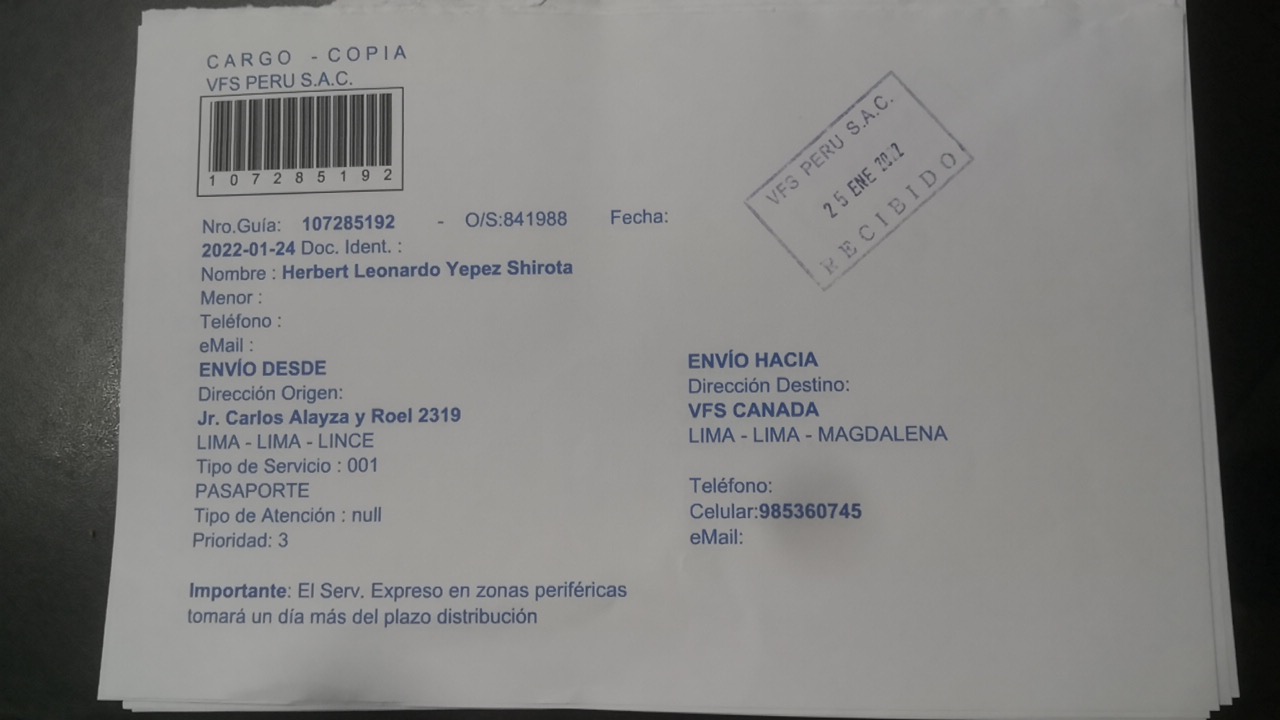 CARGO - COPIA
VFS PERU S.A.C.
107285192
VFS PERU S.A.C.
25 ENE 2022
RECIBIDO
Nro.Guía: 107285192 - O/S:841988 Fecha:
2022-01-24 Doc. Ident. :
Nombre : Herbert Leonardo Yepez Shirota
Menor :
Teléfono :
eMail :
ENVÍO DESDE
Dirección Origen:
Jr. Carlos Alayza y Roel 2319
LIMA - LIMA - LINCE
Tipo de Servicio : 001
PASAPORTE
Tipo de Atención : null
Prioridad: 3
ENVÍO HACIA
Dirección Destino:
VFS CANADA
LIMA - LIMA - MAGDALENA
Teléfono:
Celular:985360745
eMail:
Importante: El Serv. Expreso en zonas periféricas
tomará un día más del plazo distribución